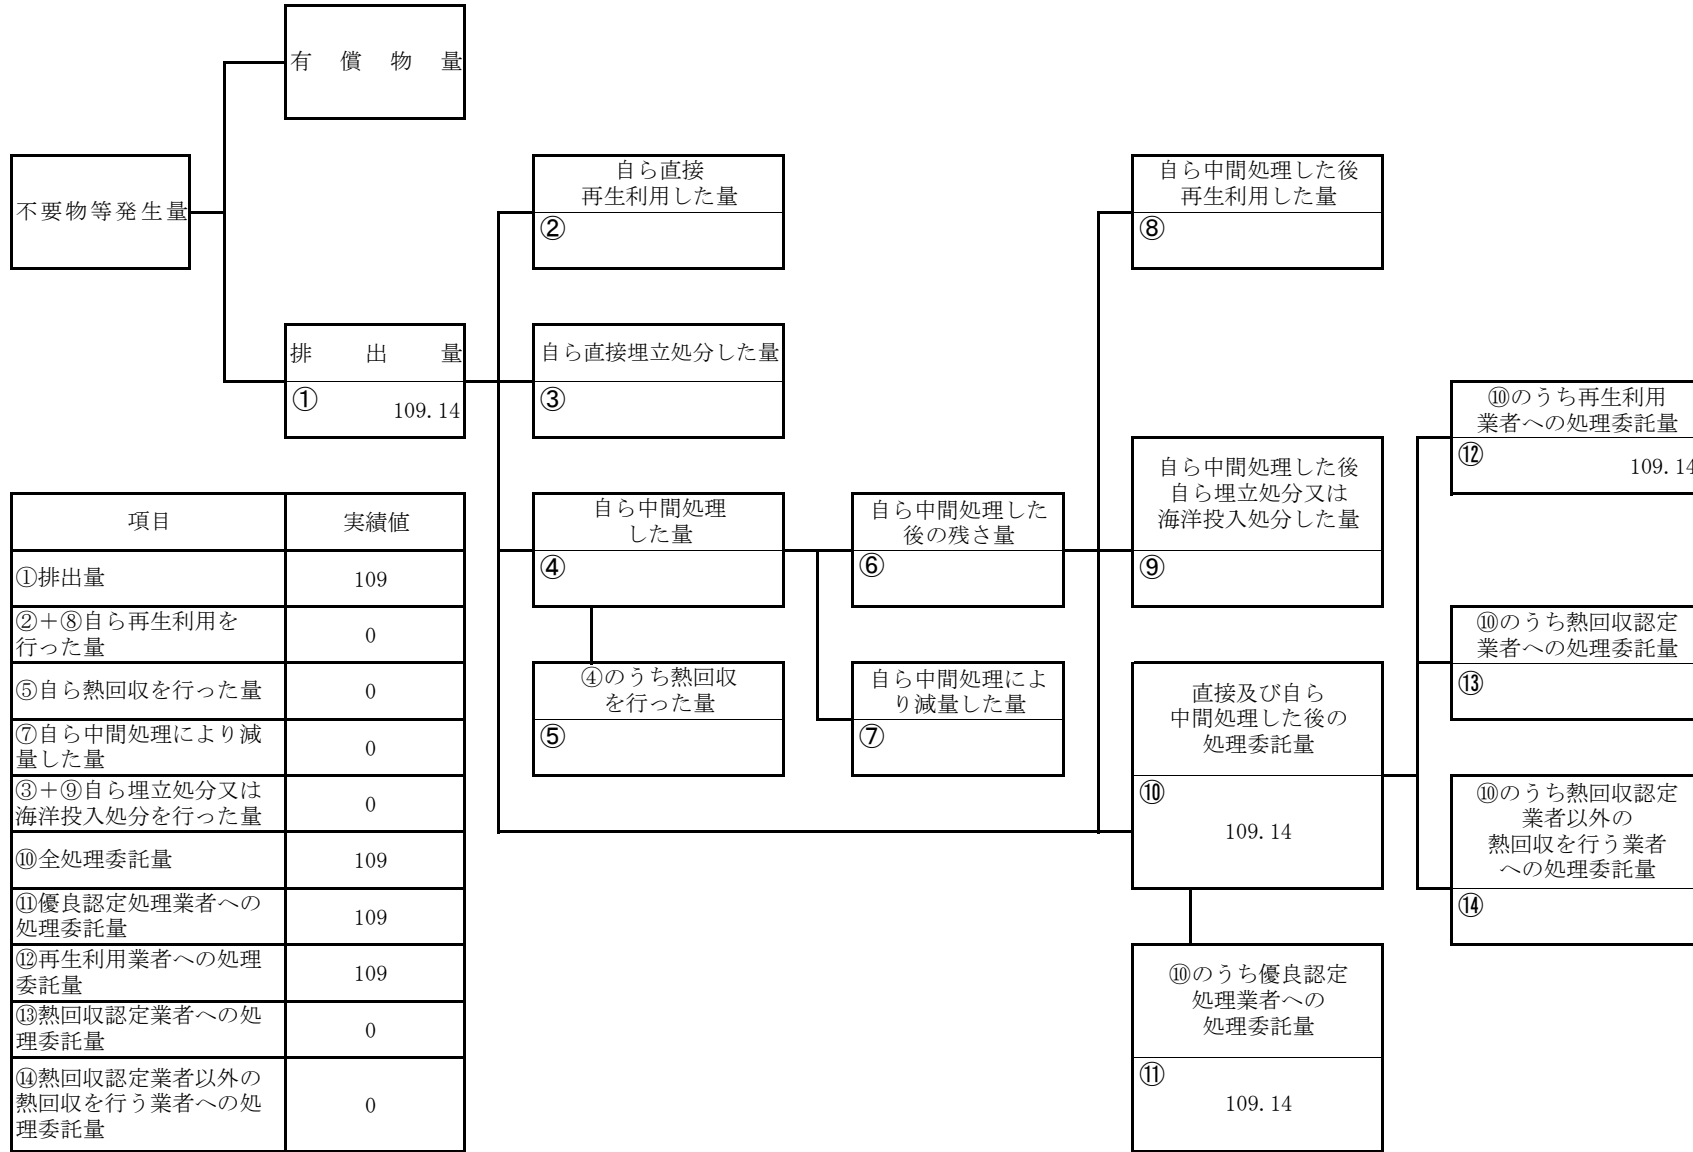 有償物量
不要物等発生量
排出量
①
109.14
自ら直接
再生利用した量
②
自ら直接埋立処分した量
③
自ら中間処理
した量
④
④のうち熱回収
を行った量
⑤
自ら中間処理した
後の残さ量
⑥
自ら中間処理によ
り減量した量
⑦
自ら中間処理した後
再生利用した量
⑧
自ら中間処理した後
自ら埋立処分又は
海洋投入処分した量
⑨
直接及び自ら
中間処理した後の
処理委託量
⑩
109.14
⑩のうち優良認定
処理業者への
処理委託量
⑪
109.14
⑩のうち再生利用
業者への処理委託量
⑫
109.14
⑩のうち熱回収認定
業者への処理委託量
⑬
⑩のうち熱回収認定
業者以外の
熱回収を行う業者
への処理委託量
⑭
項目 実績値
①排出量 109
②+⑧自ら再生利用を
行った量 0
⑤自ら熱回収を行った量 0
⑦自ら中間処理により減
量した量 0
③+⑨自ら埋立処分又は
海洋投入処分を行った量 0
⑩全処理委託量 109
⑪優良認定処理業者への
処理委託量 109
⑫再生利用業者への処理
委託量 109
⑬熱回収認定業者への処
理委託量 0
⑭熱回収認定業者以外の
熱回収を行う業者への処
理委託量 0